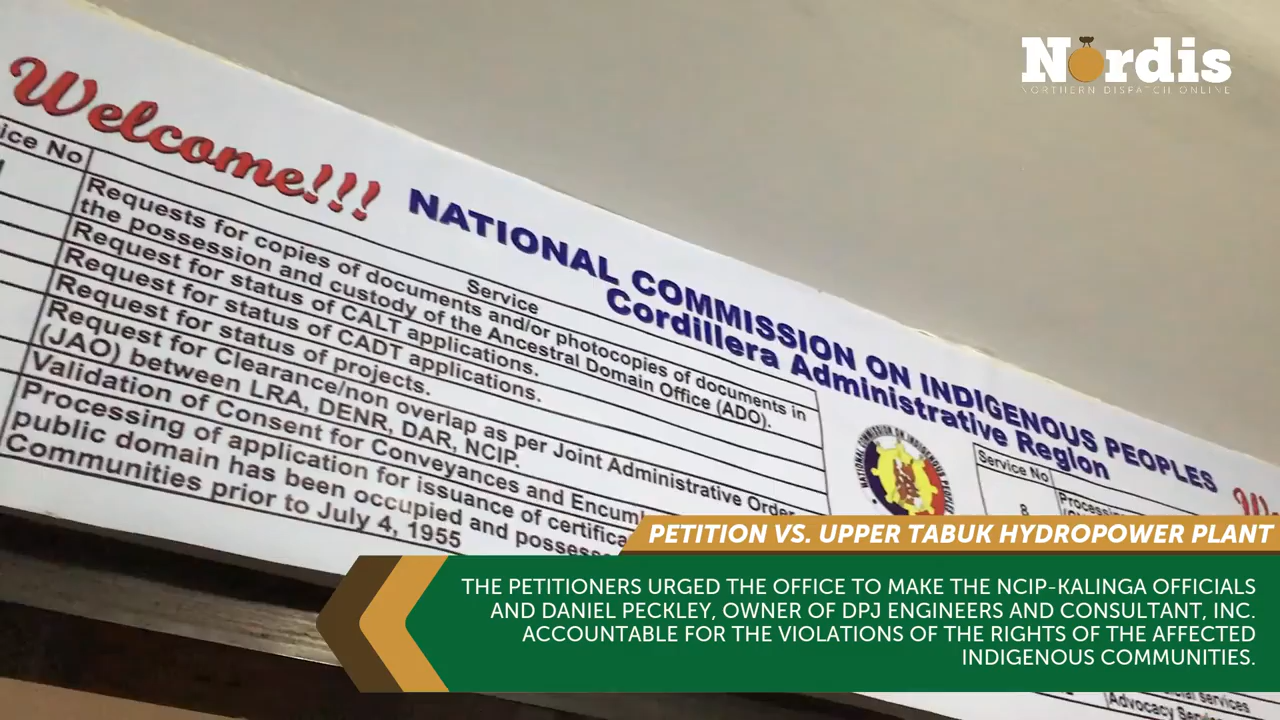 Nordis
NORTHERN DISPATCH ONLINE
Welcome!!!
NATIONAL COMMISSION ON INDIGENOUS PEOPLES
Cordillera Administrative Region
ice No
Service
Requests for copies of documents and/or photocopies of documents in
the possession and custody of the Ancestral Domain Office (ADO).
Request for status of CALT applications.
Request for status of CADT applications.
Request for status of projects.
Request for Clearance/non overlap as per Joint Administrative Order
(JAO) between LRA, DENR, DAR, NCIP.
Validation of Consent for Conveyances and Encum
Processing of application for issuance of certifica
public domain has been occupied and possess
Communities prior to July 4, 1955
Service No
8
PETITION VS. UPPER TABUK HYDROPOWER PLANT
THE PETITIONERS URGED THE OFFICE TO MAKE THE NCIP-KALINGA OFFICIALS
AND DANIEL PECKLEY, OWNER OF DPJ ENGINEERS AND CONSULTANT, INC.
ACCOUNTABLE FOR THE VIOLATIONS OF THE RIGHTS OF THE AFFECTED
INDIGENOUS COMMUNITIES.